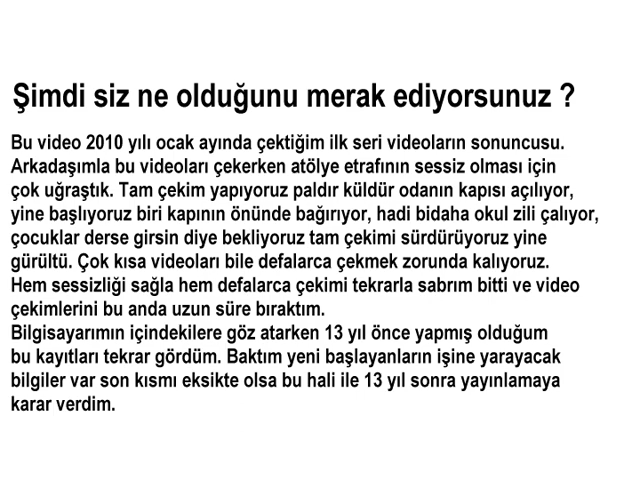 Şimdi siz ne olduğunu merak ediyorsunuz ?
Bu video 2010 yılı ocak ayında çektiğim ilk seri videoların sonuncusu.
Arkadaşımla bu videoları çekerken atölye etrafının sessiz olması için
çok uğraştık. Tam çekim yapıyoruz paldır küldür odanın kapısı açılıyor,
yine başlıyoruz biri kapının önünde bağırıyor, hadi bidaha okul zili çalıyor,
çocuklar derse girsin diye bekliyoruz tam çekimi sürdürüyoruz yine
gürültü. Çok kısa videoları bile defalarca çekmek zorunda kalıyoruz.
Hem sessizliği sağla hem defalarca çekimi tekrarla sabrım bitti ve video
çekimlerini bu anda uzun süre bıraktım.
Bilgisayarımın içindekilere göz atarken 13 yıl önce yapmış olduğum
bu kayıtları tekrar gördüm. Baktım yeni başlayanların işine yarayacak
bilgiler var son kısmı eksikte olsa bu hali ile 13 yıl sonra yayınlamaya
karar verdim.